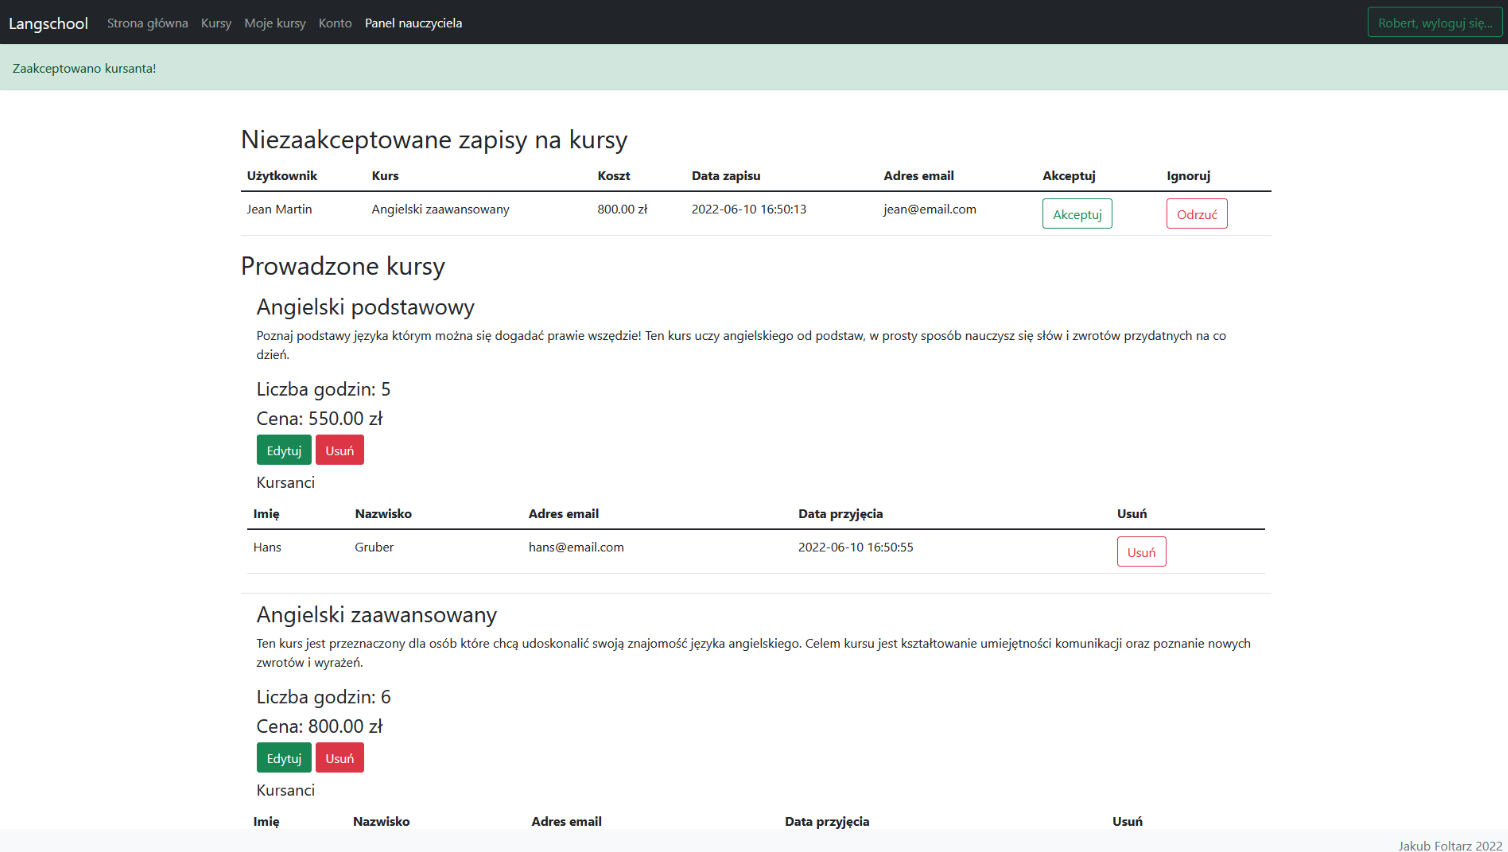 Langschool Strona główna Kursy Moje kursy Konto Panel nauczyciela Robert, wyloguj się...
Zaakceptowano kursanta!
Niezaakceptowane zapisy na kursy
Użytkownik Kurs Koszt Data zapisu Adres email Akceptuj Ignoruj
Jean Martin Angielski zaawansowany 800.00 zł 2022-06-10 16:50:13 jean@email.com Akceptuj Odrzuć
Prowadzone kursy
Angielski podstawowy
Poznaj podstawy języka którym można się dogadać prawie wszędzie! Ten kurs uczy angielskiego od podstaw, w prosty sposób nauczysz się słów i zwrotów przydatnych na co
dzień.
Liczba godzin: 5
Cena: 550.00 zł
Edytuj Usuń
Kursanci
Imię Nazwisko Adres email Data przyjęcia Usuń
Hans Gruber hans@email.com 2022-06-10 16:50:55 Usuń
Angielski zaawansowany
Ten kurs jest przeznaczony dla osób które chcą udoskonalić swoją znajomość języka angielskiego. Celem kursu jest kształtowanie umiejętności komunikacji oraz poznanie nowych
zwrotów i wyrażeń.
Liczba godzin: 6
Cena: 800.00 zł
Edytuj Usuń
Kursanci
Imię Nazwisko Adres email Data przyjęcia Usuń
Jakub Foltarz 2022